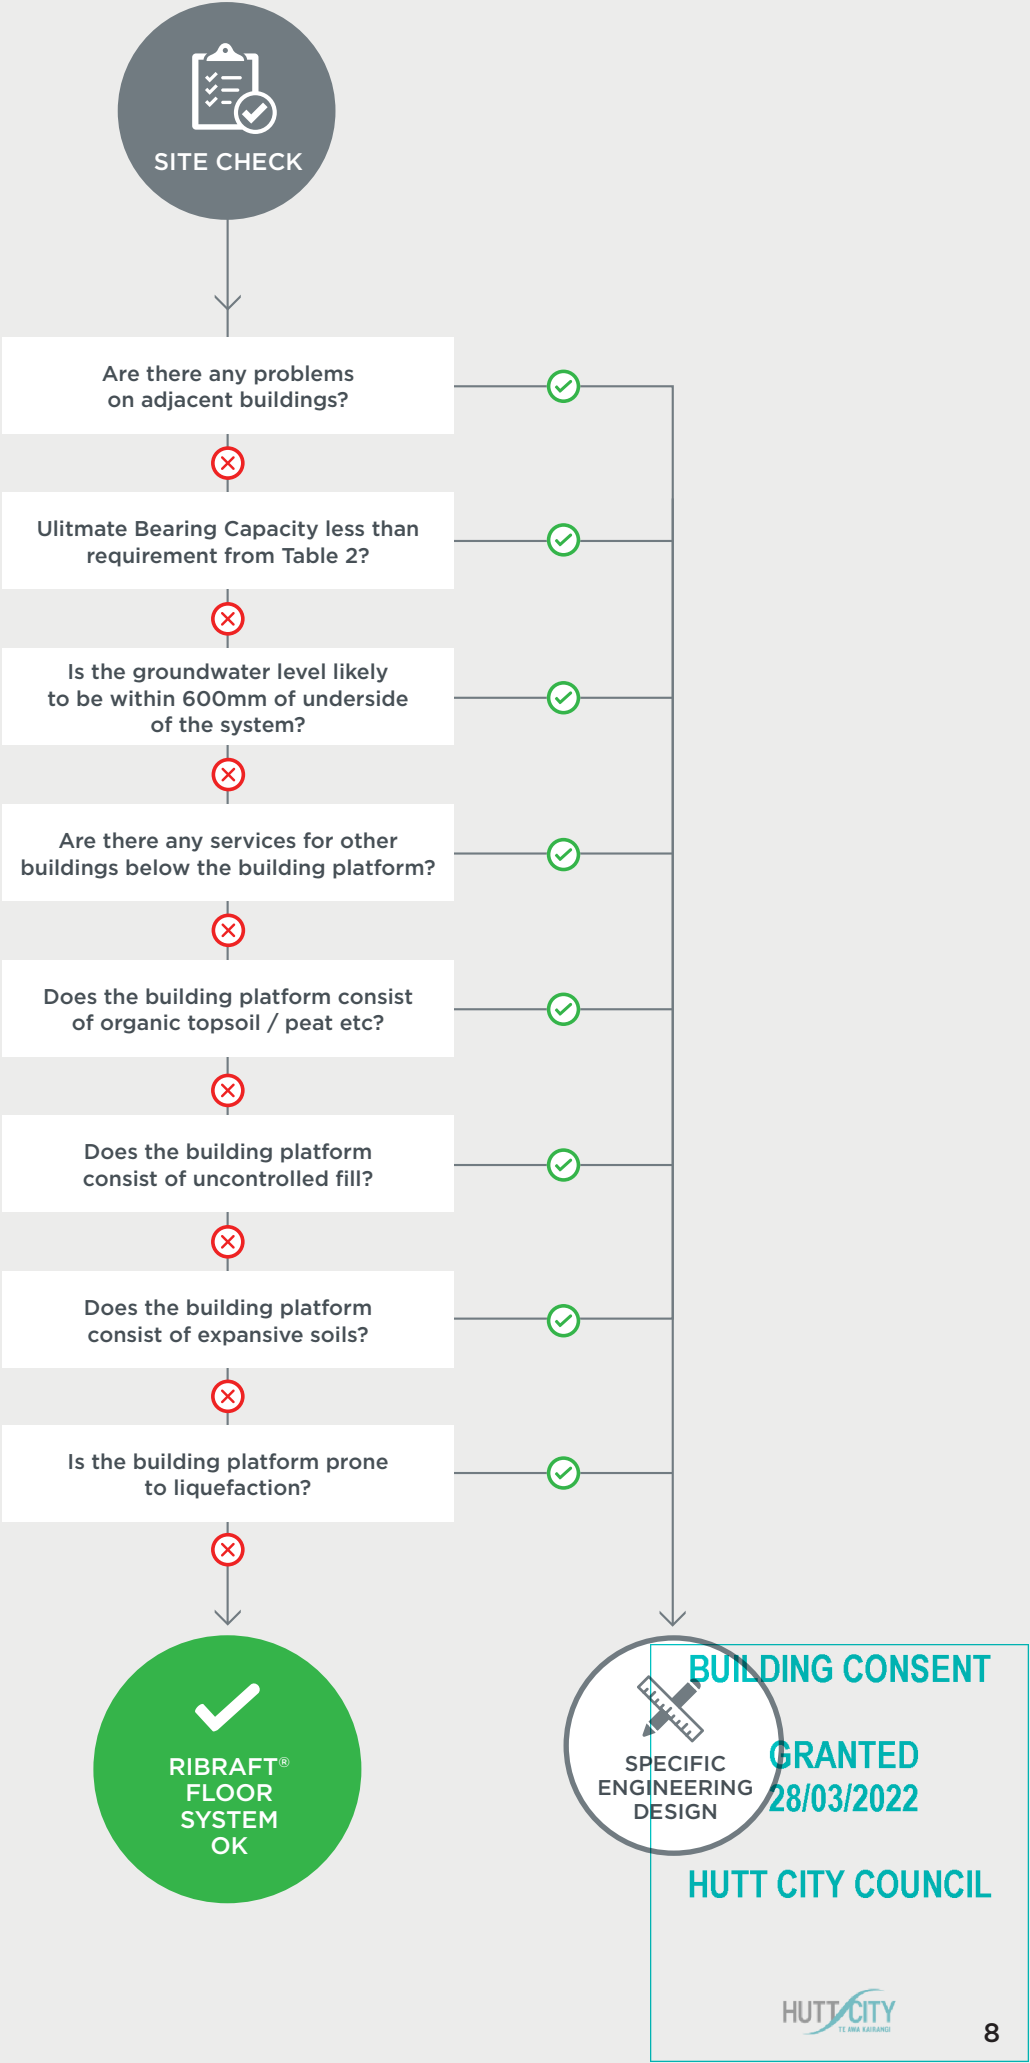 SITE CHECK
Are there any problems
on adjacent buildings?
Ulitmate Bearing Capacity less than
requirement from Table 2?
Is the groundwater level likely
to be within 600mm of underside
of the system?
Are there any services for other
buildings below the building platform?
Does the building platform consist
of organic topsoil / peat etc?
Does the building platform
consist of uncontrolled fill?
Does the building platform
consist of expansive soils?
Is the building platform prone
to liquefaction?
RIBRAFT®
FLOOR
SYSTEM
OK
SPECIFIC
ENGINEERING
DESIGN
BUILDING CONSENT
GRANTED
28/03/2022
HUTT CITY COUNCIL
HUTT CITY
TE AWA KAIRANGI
8